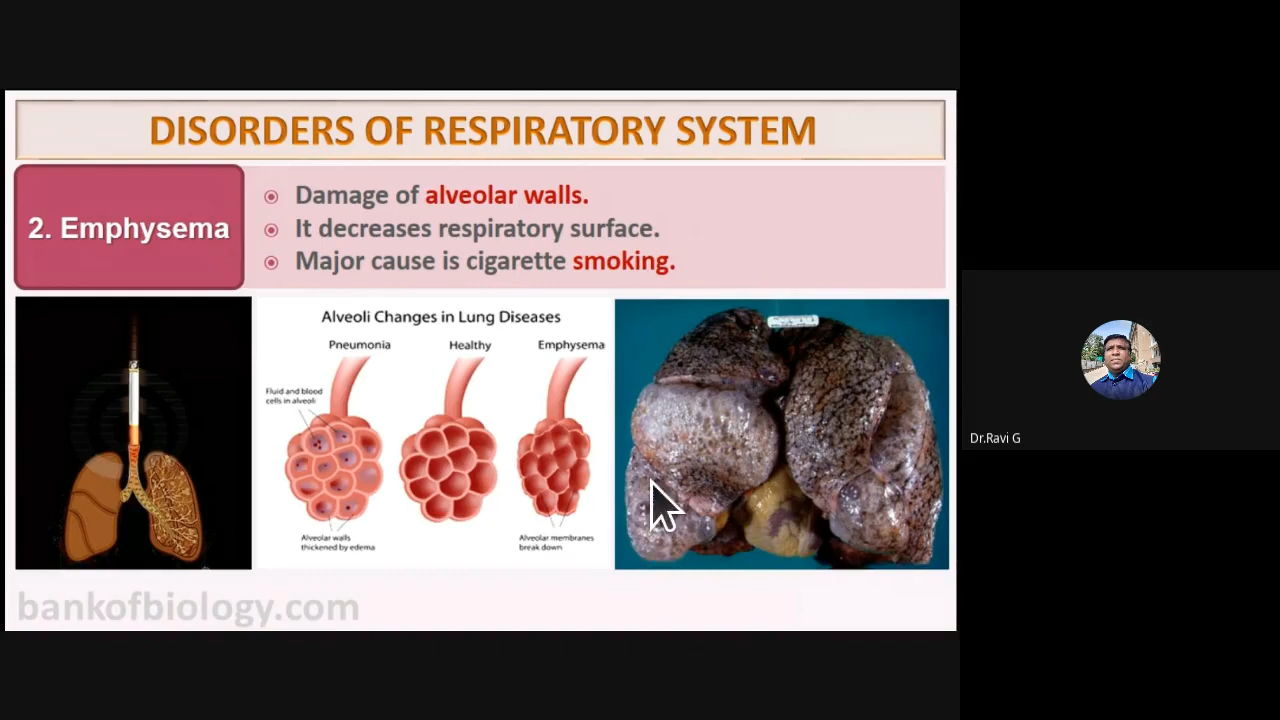 DISORDERS OF RESPIRATORY SYSTEM
2. Emphysema
Damage of alveolar walls.
It decreases respiratory surface.
Major cause is cigarette smoking.
Alveoli Changes in Lung Diseases
Pneumonia
Healthy
Emphysema
Fluid and blood
cells in alveoli
Alveolar walls
thickened by edema
Alveolar membranes
break down
bankofbiology.com
Dr.Ravi G